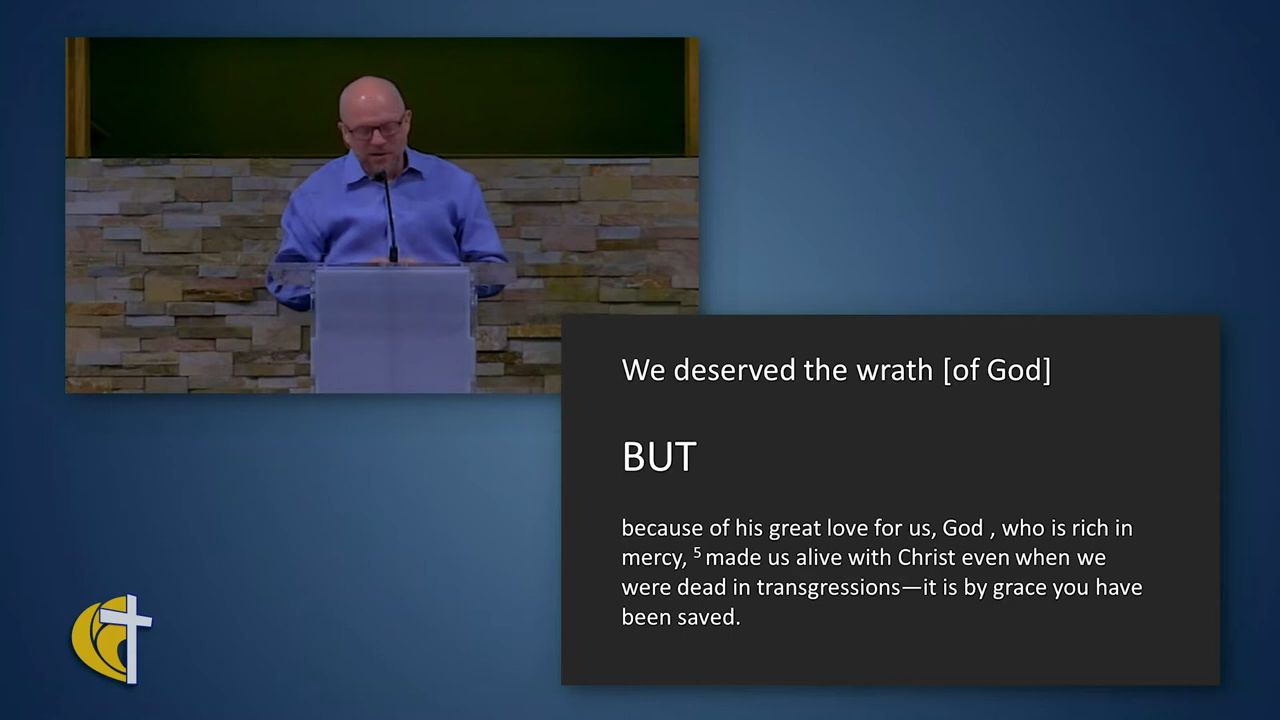 We deserved the wrath [of God]
BUT
because of his great love for us, God , who is rich in
mercy, ⁵ made us alive with Christ even when we
were dead in transgressions—it is by grace you have
been saved.